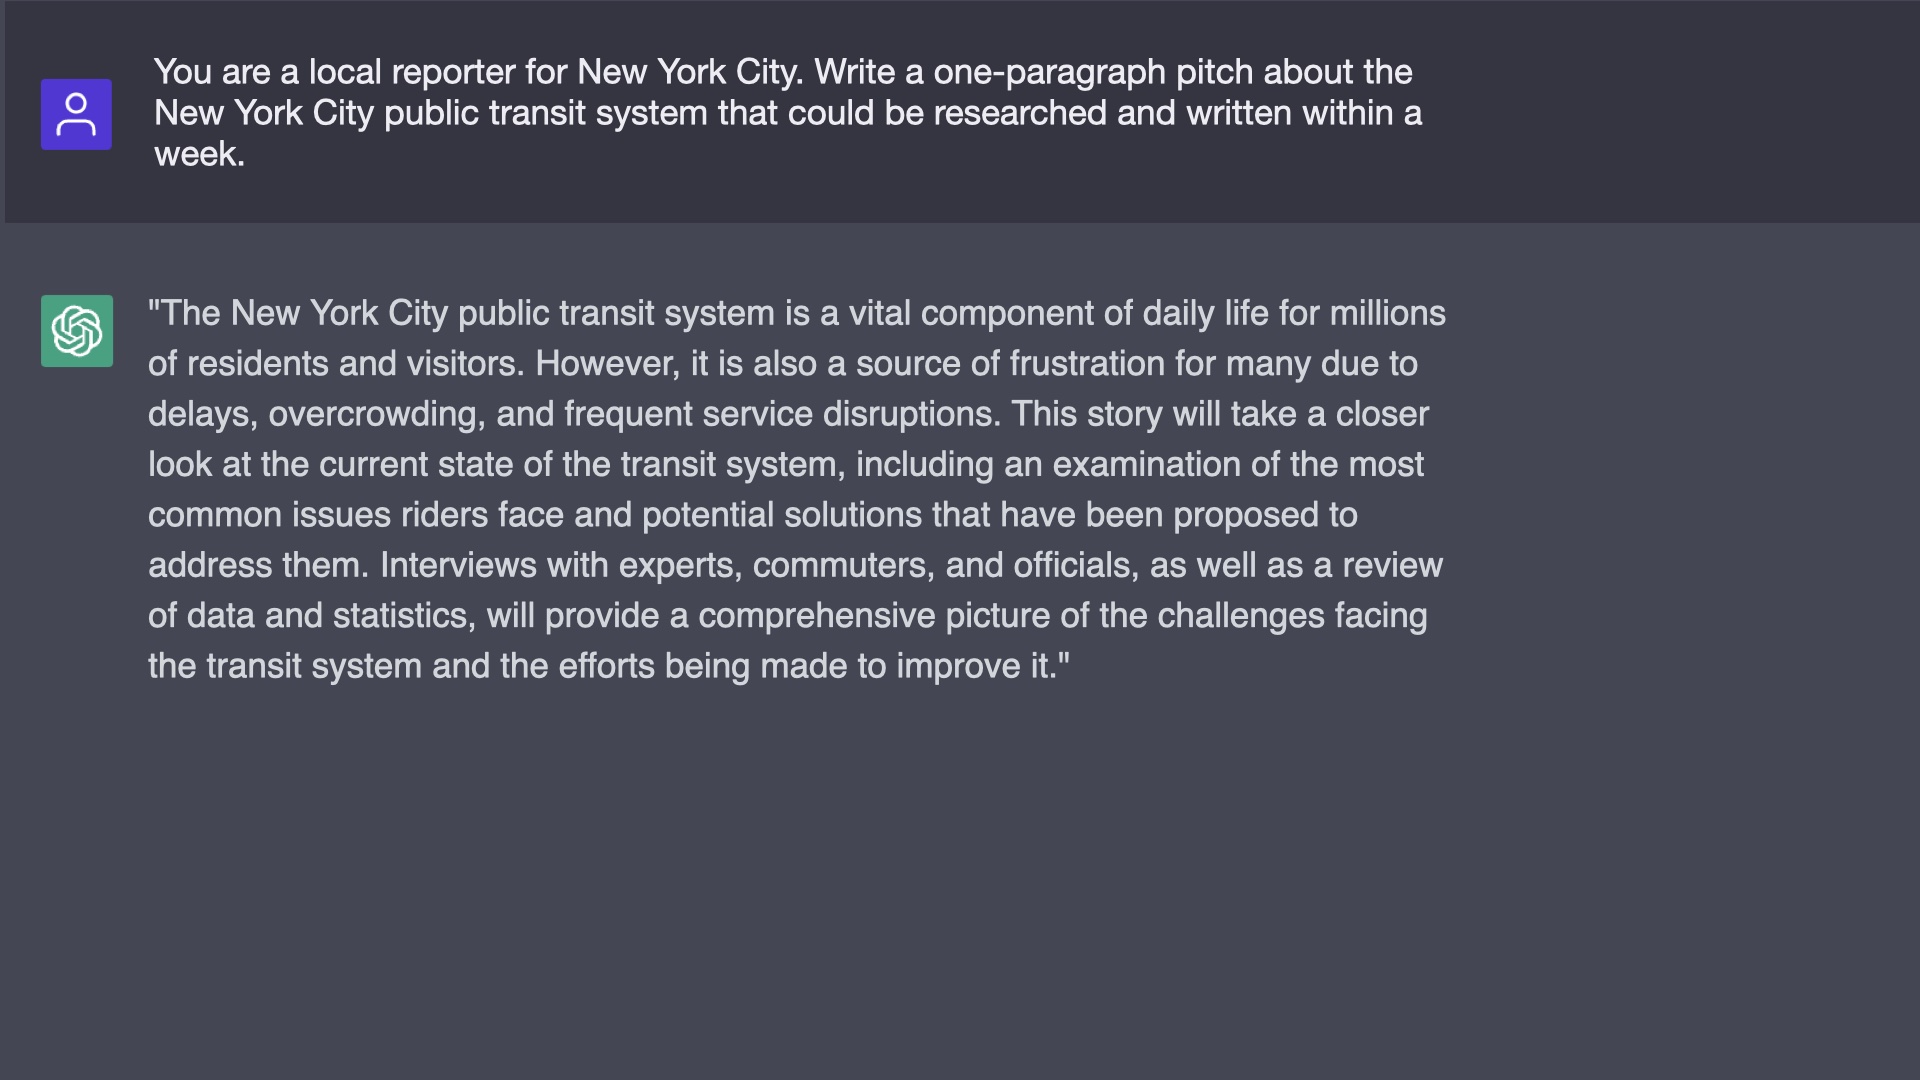 You are a local reporter for New York City. Write a one-paragraph pitch about the
New York City public transit system that could be researched and written within a
week.
"The New York City public transit system is a vital component of daily life for millions
of residents and visitors. However, it is also a source of frustration for many due to
delays, overcrowding, and frequent service disruptions. This story will take a closer
look at the current state of the transit system, including an examination of the most
common issues riders face and potential solutions that have been proposed to
address them. Interviews with experts, commuters, and officials, as well as a review
of data and statistics, will provide a comprehensive picture of the challenges facing
the transit system and the efforts being made to improve it."